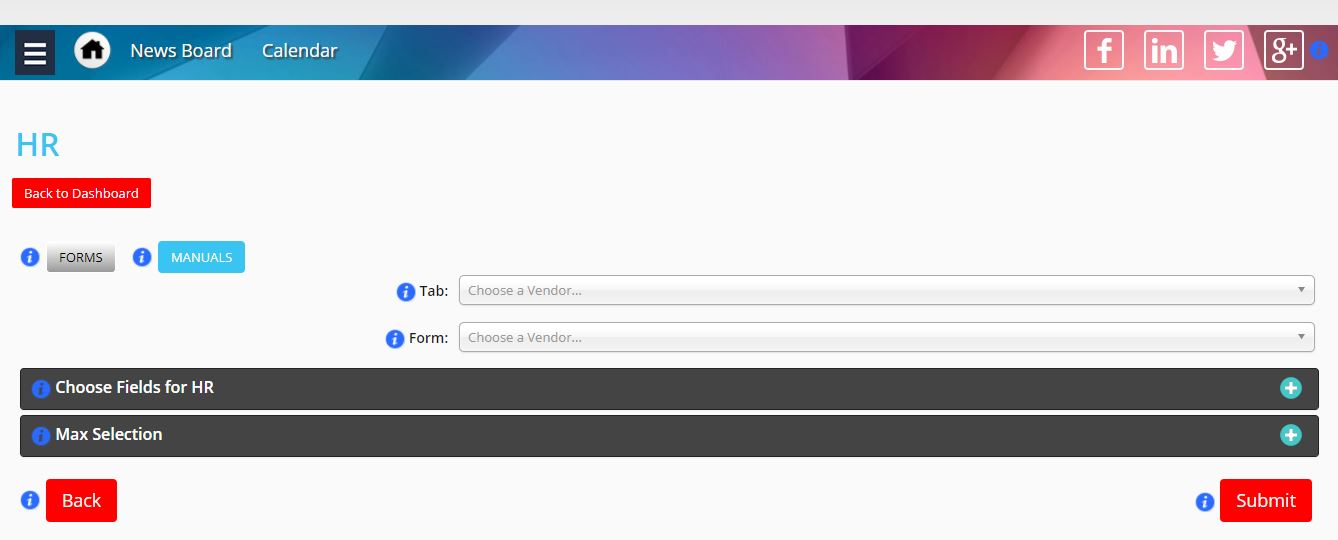 News Board Calendar f in g+
HR
Back to Dashboard
FORMS MANUALS
Tab: Choose a Vendor...
Form: Choose a Vendor...
Choose Fields for HR
Max Selection
Back Submit